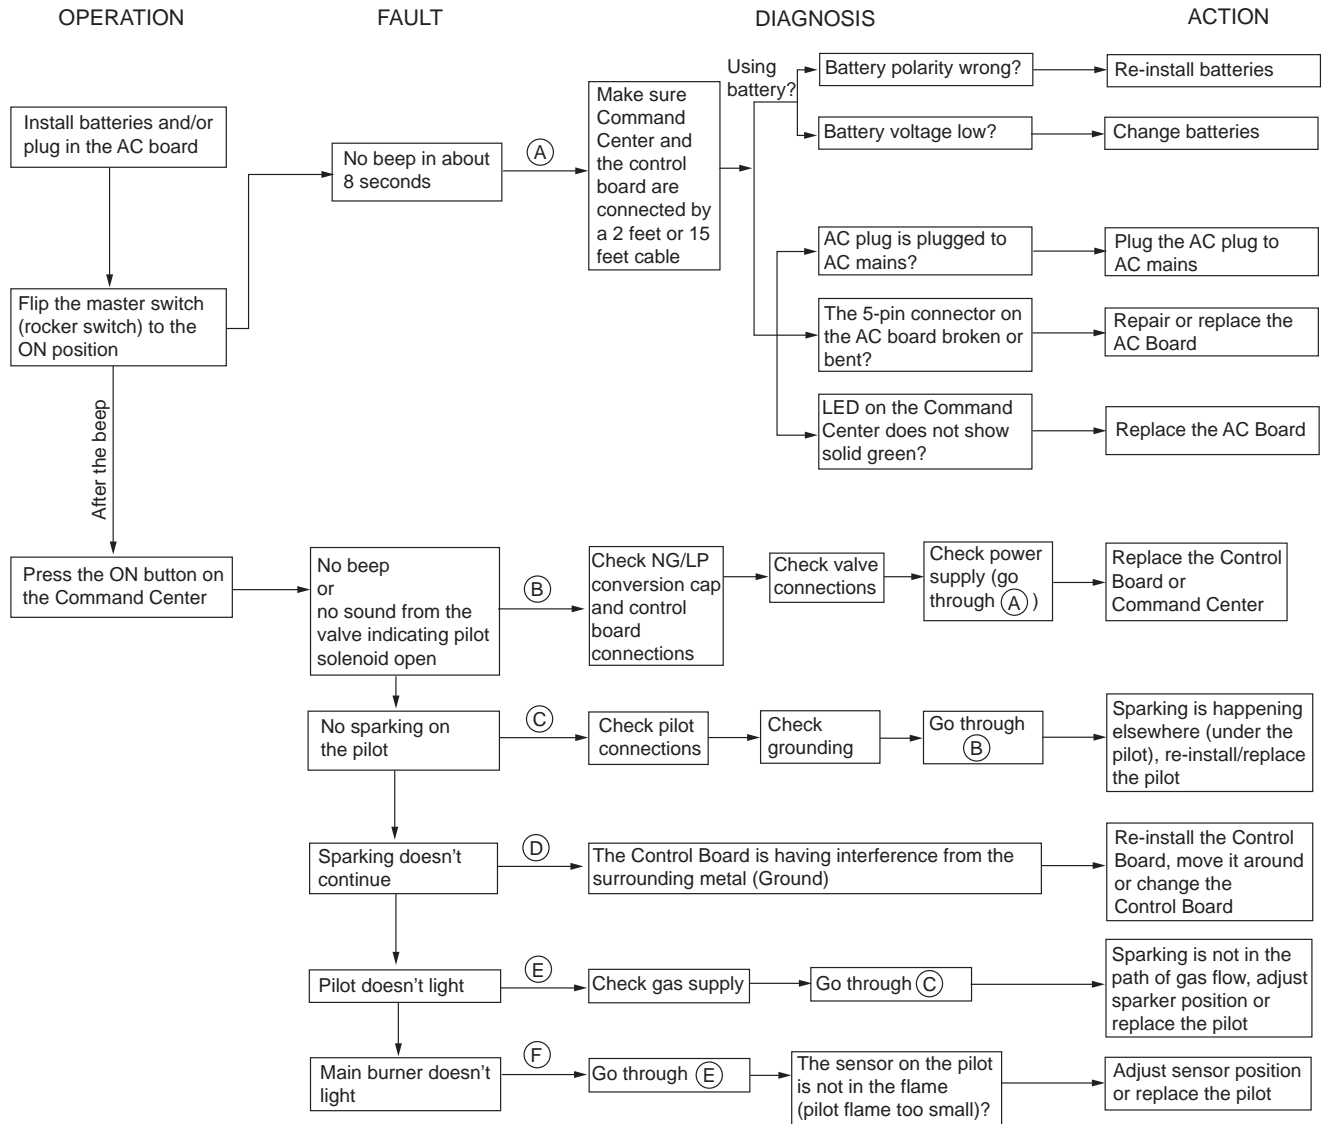 OPERATION
FAULT
DIAGNOSIS
ACTION
Install batteries and/or
plug in the AC board
Flip the master switch
(rocker switch) to the
ON position
After the beep
Press the ON button on
the Command Center
No beep in about
8 seconds
A
Make sure
Command
Center and
the control
board are
connected by
a 2 feet or 15
feet cable
Using
battery?
Battery polarity wrong?
Re-install batteries
Battery voltage low?
Change batteries
AC plug is plugged to
AC mains?
Plug the AC plug to
AC mains
The 5-pin connector on
the AC board broken or
bent?
Repair or replace the
AC Board
LED on the Command
Center does not show
solid green?
Replace the AC Board
No beep
or
no sound from the
valve indicating pilot
solenoid open
B
Check NG/LP
conversion cap
and control
board
connections
Check valve
connections
Check power
supply (go
through A )
Replace the Control
Board or
Command Center
No sparking on
the pilot
C
Check pilot
connections
Check
grounding
Go through
B
Sparking is happening
elsewhere (under the
pilot), re-install/replace
the pilot
Sparking doesn't
continue
D
The Control Board is having interference from the
surrounding metal (Ground)
Re-install the Control
Board, move it around
or change the
Control Board
Pilot doesn't light
E
Check gas supply
Go through C
Sparking is not in the
path of gas flow, adjust
sparker position or
replace the pilot
Main burner doesn't
light
F
Go through E
The sensor on the pilot
is not in the flame
(pilot flame too small)?
Adjust sensor position
or replace the pilot